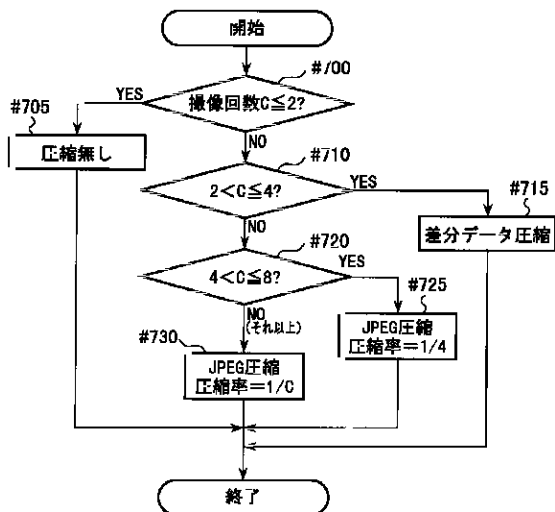 開始
#700
撮像回数C≦2?
YES
NO
#705
圧縮無し
#710
2<C≦4?
YES
NO
#715
差分データ圧縮
#720
4<C≦8?
YES
NO
(それ以上)
#725
JPEG圧縮
圧縮率=1/4
#730
JPEG圧縮
圧縮率=1/C
終了